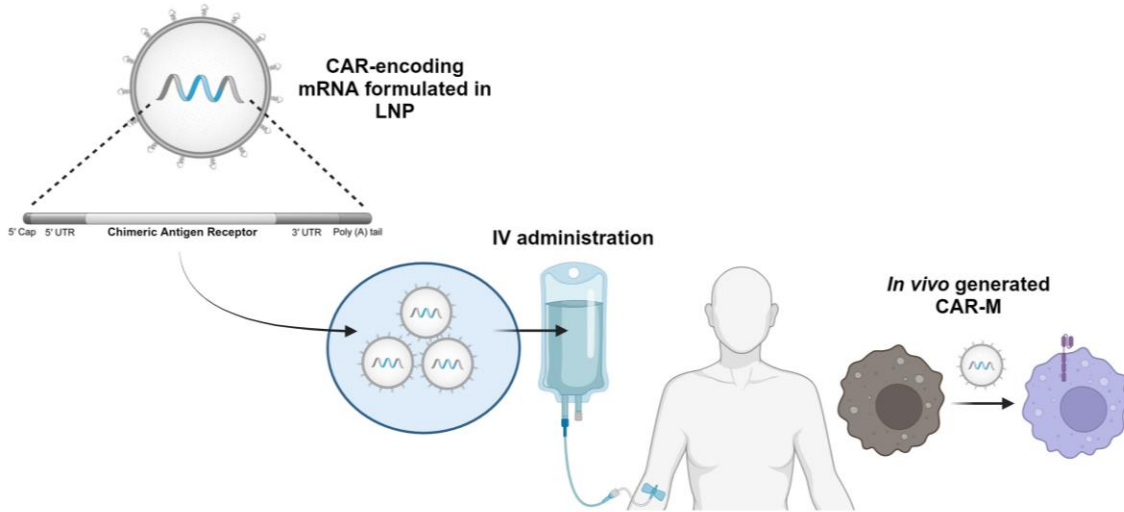 CAR-encoding
mRNA formulated in
LNP
5' Cap 5' UTR Chimeric Antigen Receptor 3' UTR Poly (A) tail
IV administration
In vivo generated
CAR-M